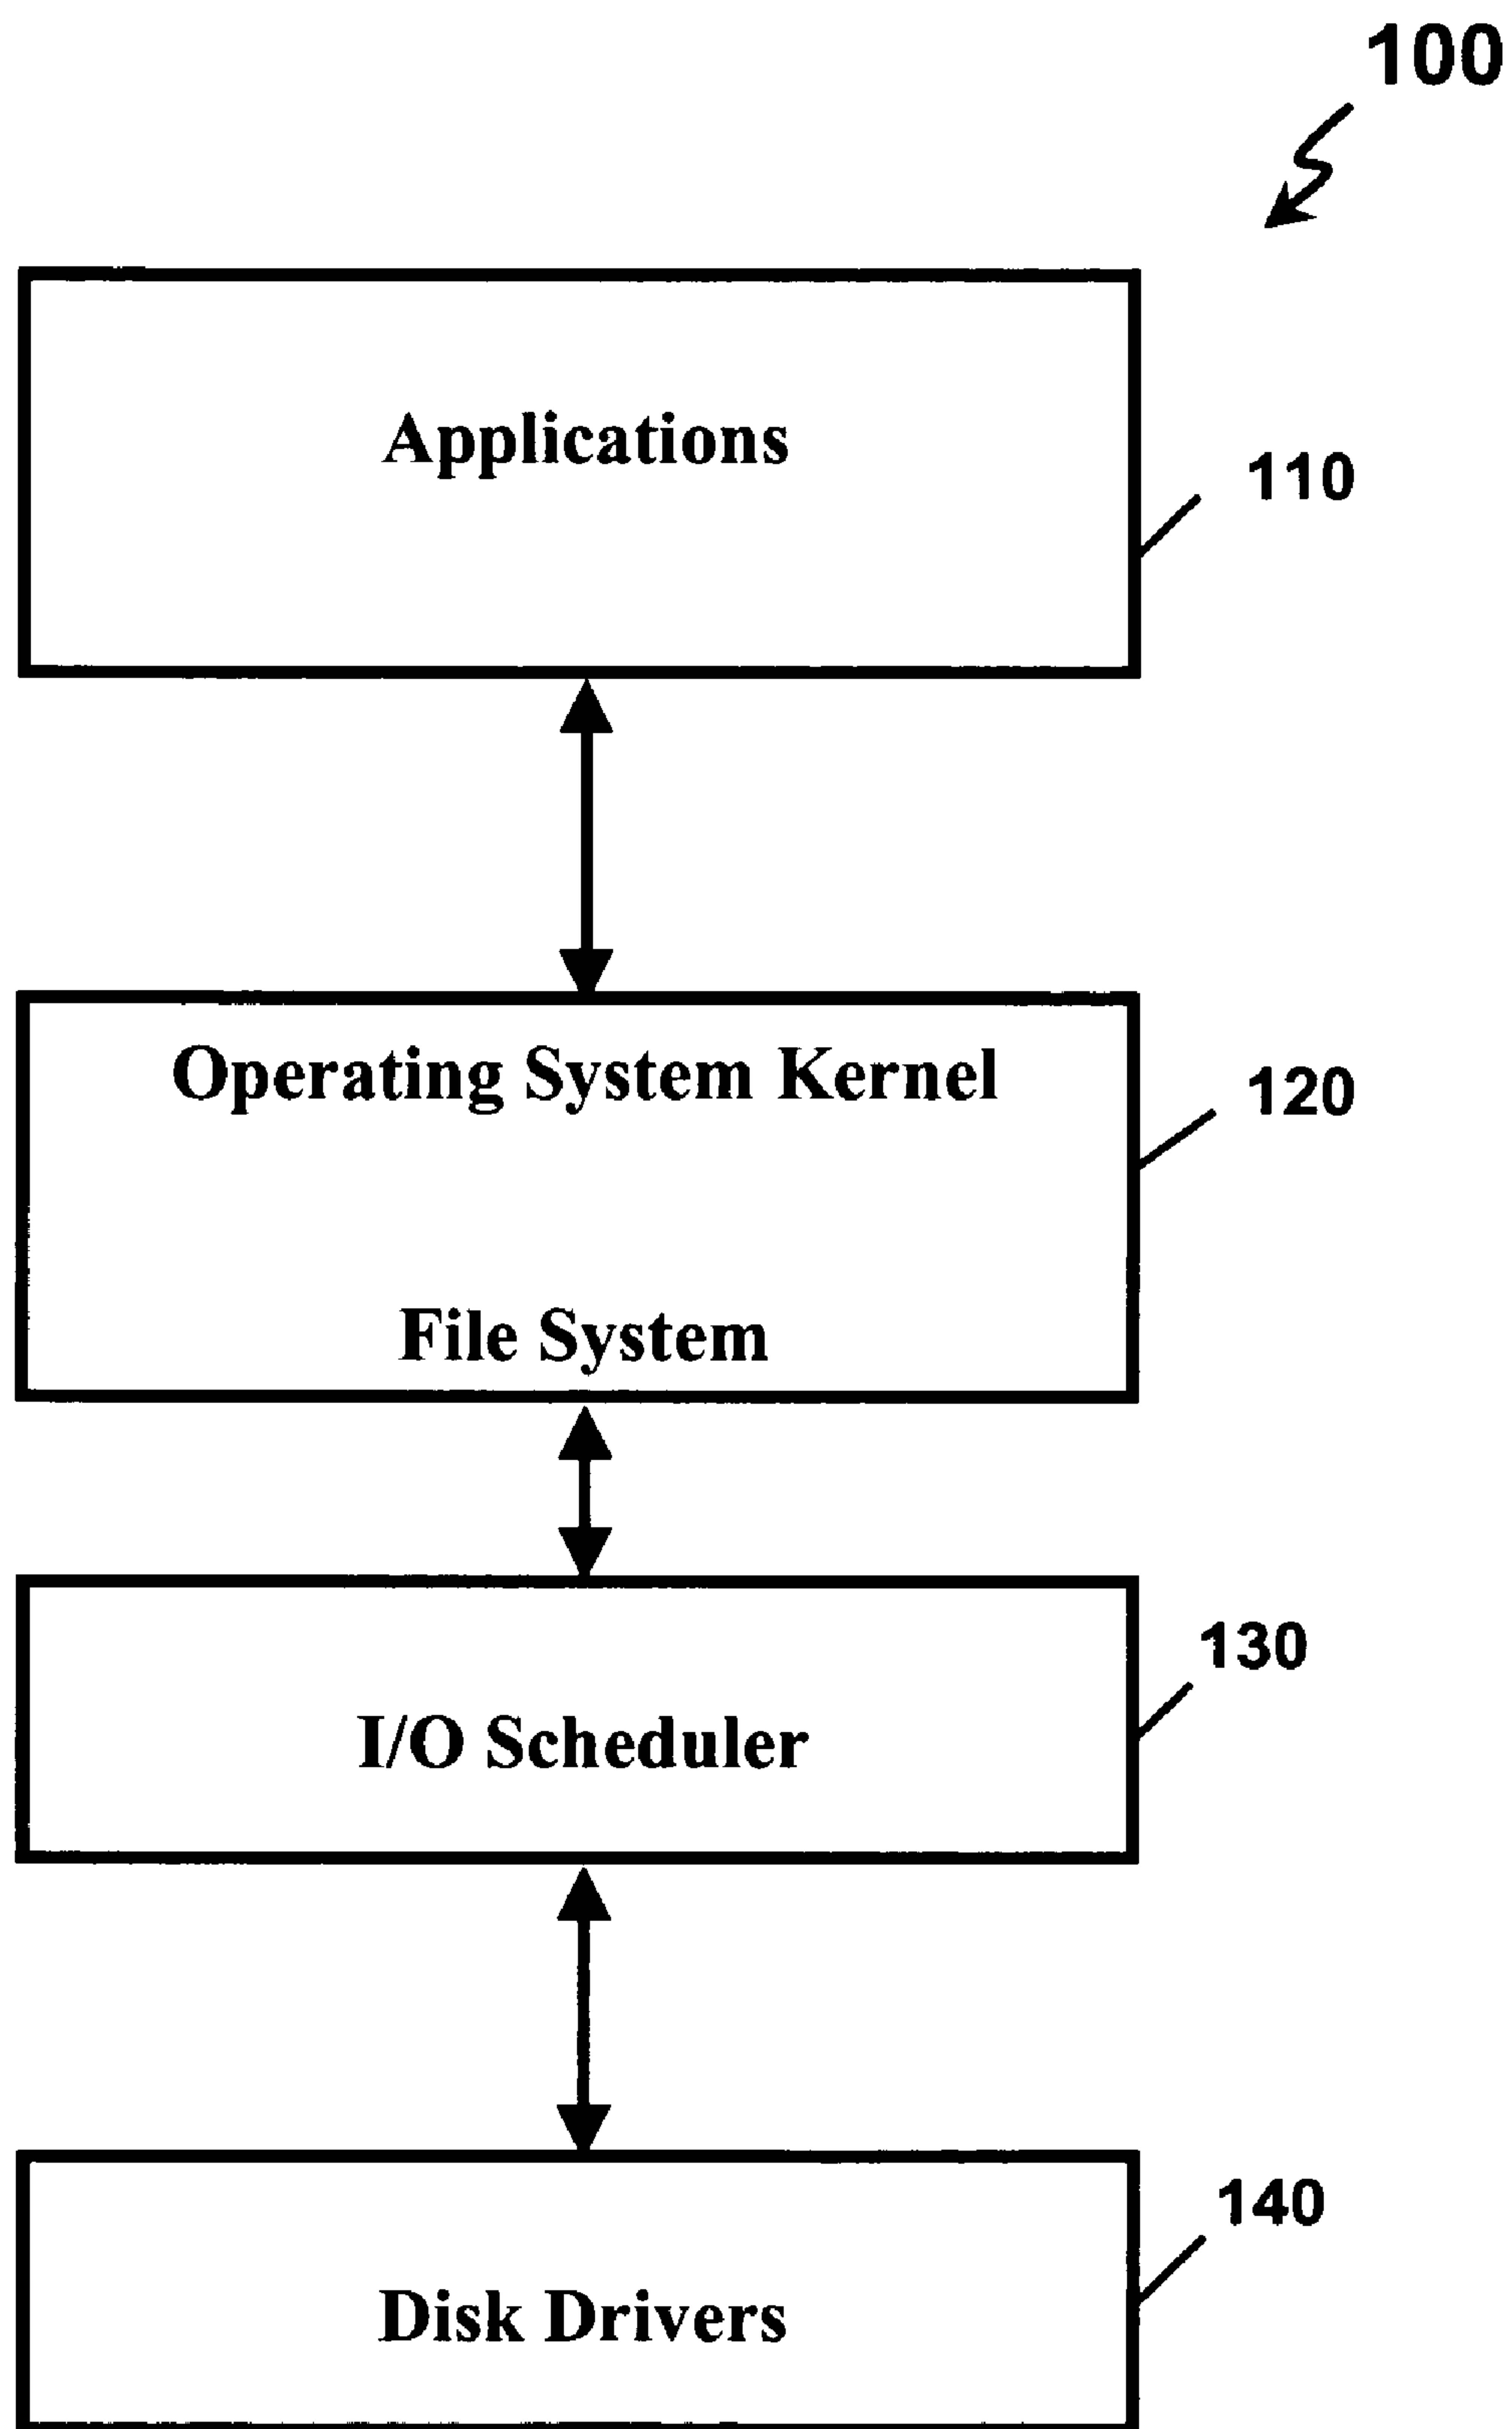 100
Applications
110
Operating System Kernel
120
File System
130
I/O Scheduler
140
Disk Drivers